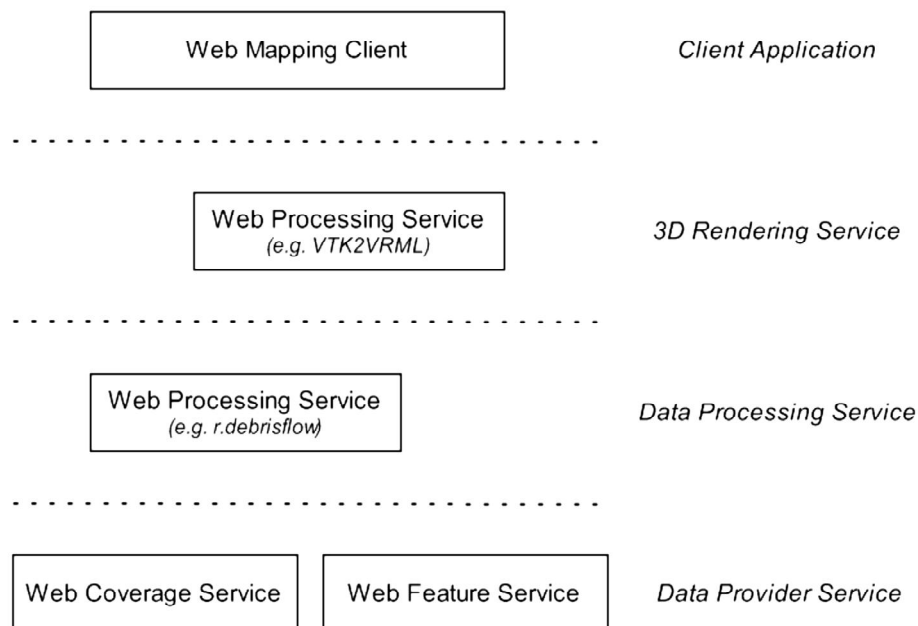 Web Mapping Client
Client Application
Web Processing Service
(e.g. VTK2VRML)
3D Rendering Service
Web Processing Service
(e.g. r.debrisflow)
Data Processing Service
Web Coverage Service
Web Feature Service
Data Provider Service